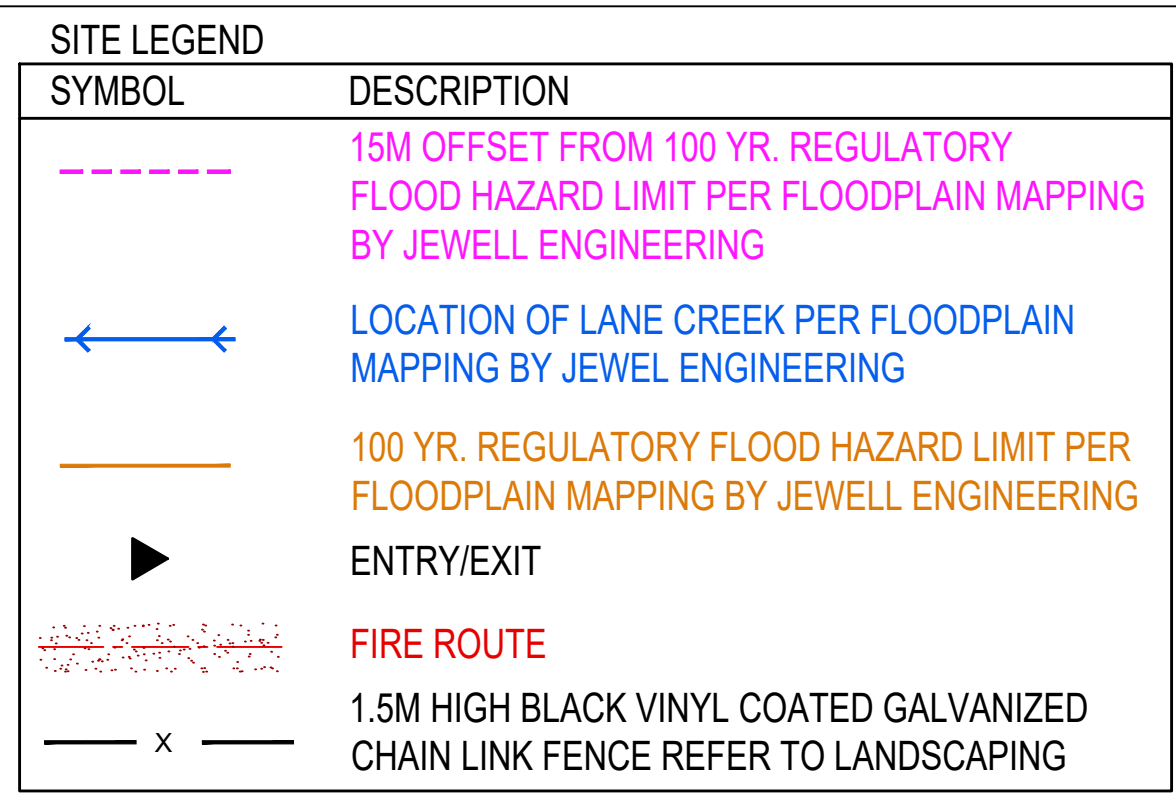 SITE LEGEND
SYMBOL DESCRIPTION
15M OFFSET FROM 100 YR. REGULATORY
FLOOD HAZARD LIMIT PER FLOODPLAIN MAPPING
BY JEWELL ENGINEERING
LOCATION OF LANE CREEK PER FLOODPLAIN
MAPPING BY JEWEL ENGINEERING
100 YR. REGULATORY FLOOD HAZARD LIMIT PER
FLOODPLAIN MAPPING BY JEWELL ENGINEERING
ENTRY/EXIT
FIRE ROUTE
1.5M HIGH BLACK VINYL COATED GALVANIZED
X
CHAIN LINK FENCE REFER TO LANDSCAPING